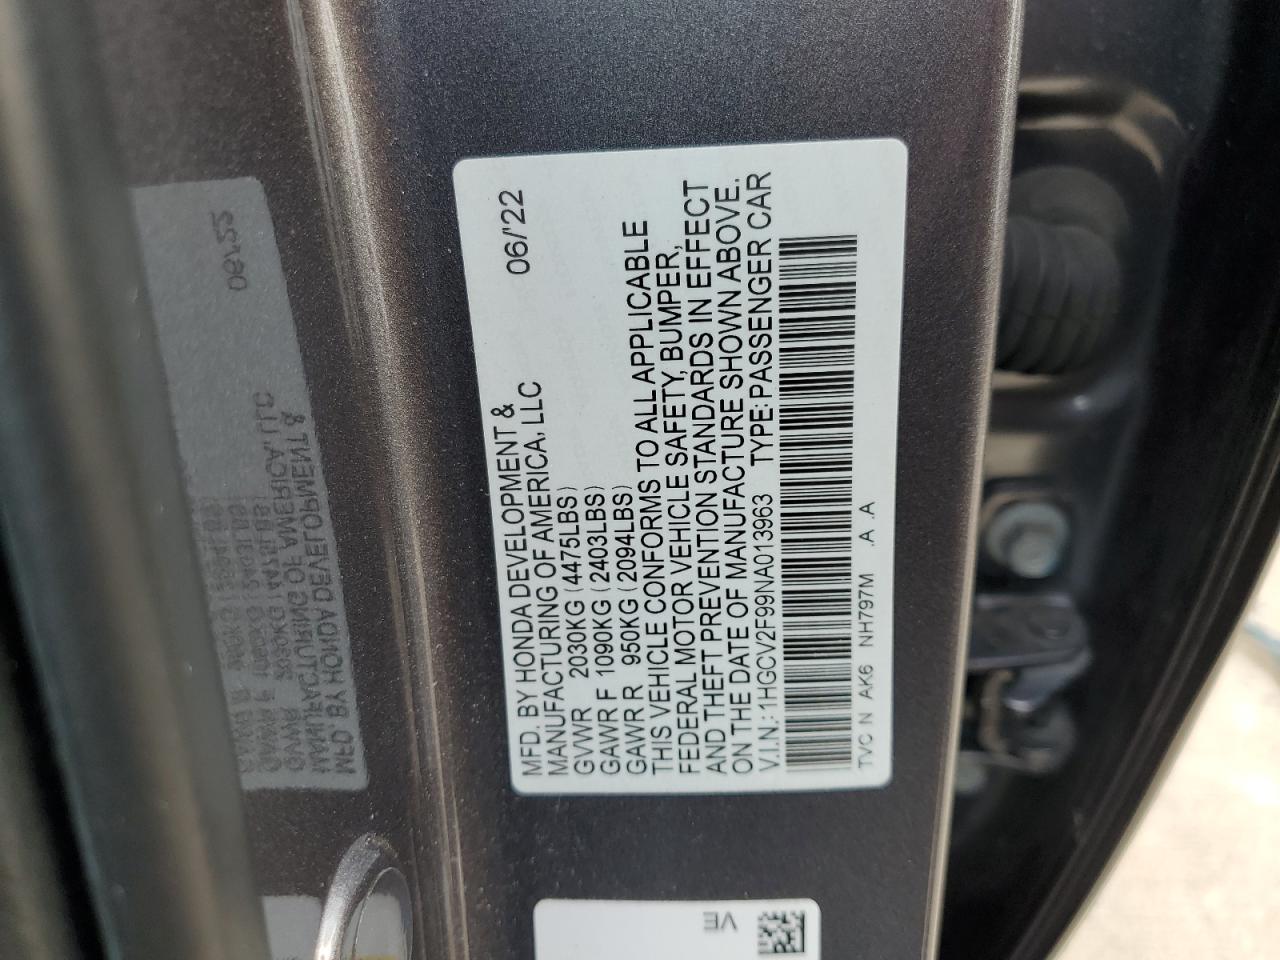 MFD. BY HONDA DEVELOPMENT &
MANUFACTURING OF AMERICA, LLC 06/'22
GVWR 2030KG (4475LBS)
GAWR F 1090KG (2403LBS)
GAWR R 950KG (2094LBS)
THIS VEHICLE CONFORMS TO ALL APPLICABLE
FEDERAL MOTOR VEHICLE SAFETY, BUMPER,
AND THEFT PREVENTION STANDARDS IN EFFECT
ON THE DATE OF MANUFACTURE SHOWN ABOVE.
V.I.N.: 1HGCV2F99NA013963 TYPE: PASSENGER CAR
TVC N AK6 NH797M .A .A
VE